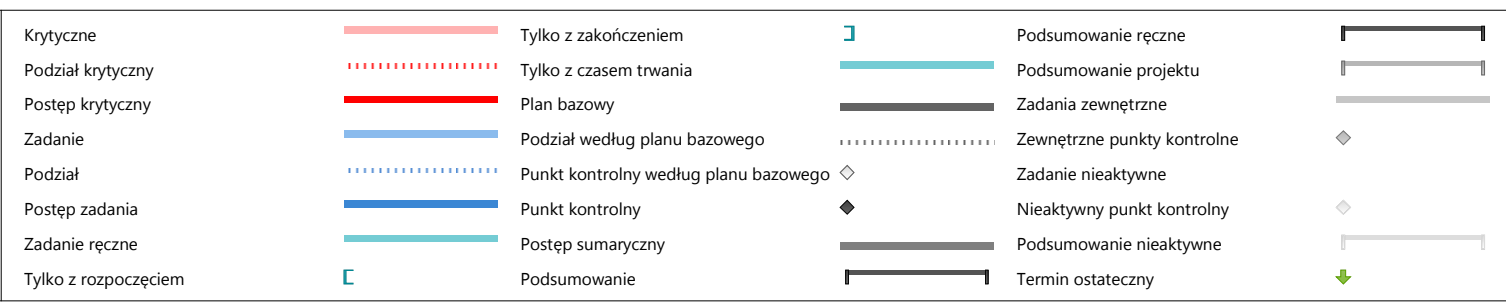 Krytyczne
Podział krytyczny
Postęp krytyczny
Zadanie
Podział
Postęp zadania
Zadanie ręczne
Tylko z rozpoczęciem
Tylko z zakończeniem
Tylko z czasem trwania
Plan bazowy
Podział według planu bazowego
Punkt kontrolny według planu bazowego
Punkt kontrolny
Postęp sumaryczny
Podsumowanie
Podsumowanie ręczne
Podsumowanie projektu
Zadania zewnętrzne
Zewnętrzne punkty kontrolne
Zadanie nieaktywne
Nieaktywny punkt kontrolny
Podsumowanie nieaktywne
Termin ostateczny